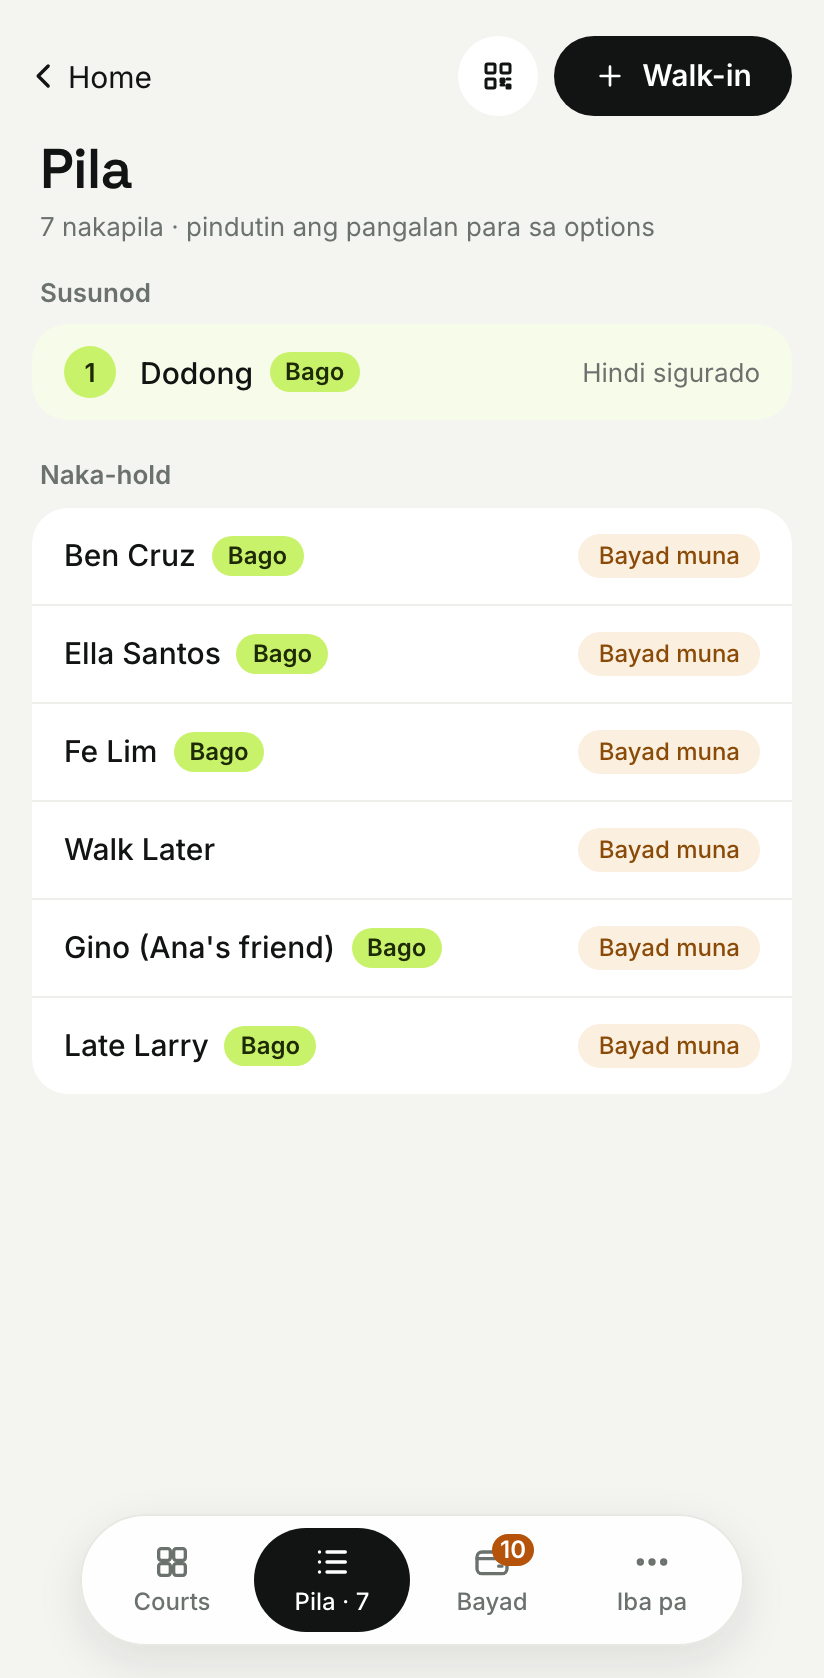 Home
Walk-in
Pila
7 nakapila · pindutin ang pangalan para sa options
Susunod
1 Dodong Bago Hindi sigurado
Naka-hold
Ben Cruz Bago Bayad muna
Ella Santos Bago Bayad muna
Fe Lim Bago Bayad muna
Walk Later Bayad muna
Gino (Ana's friend) Bago Bayad muna
Late Larry Bago Bayad muna
10
Courts Pila · 7 Bayad Iba pa